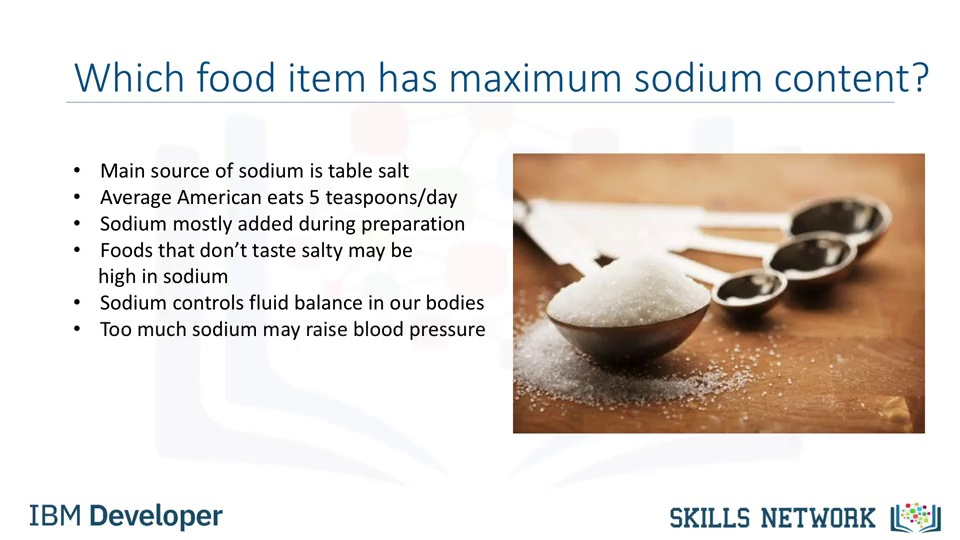 Which food item has maximum sodium content?
• Main source of sodium is table salt
• Average American eats 5 teaspoons/day
• Sodium mostly added during preparation
• Foods that don’t taste salty may be
high in sodium
• Sodium controls fluid balance in our bodies
• Too much sodium may raise blood pressure
IBM Developer
SKILLS NETWORK